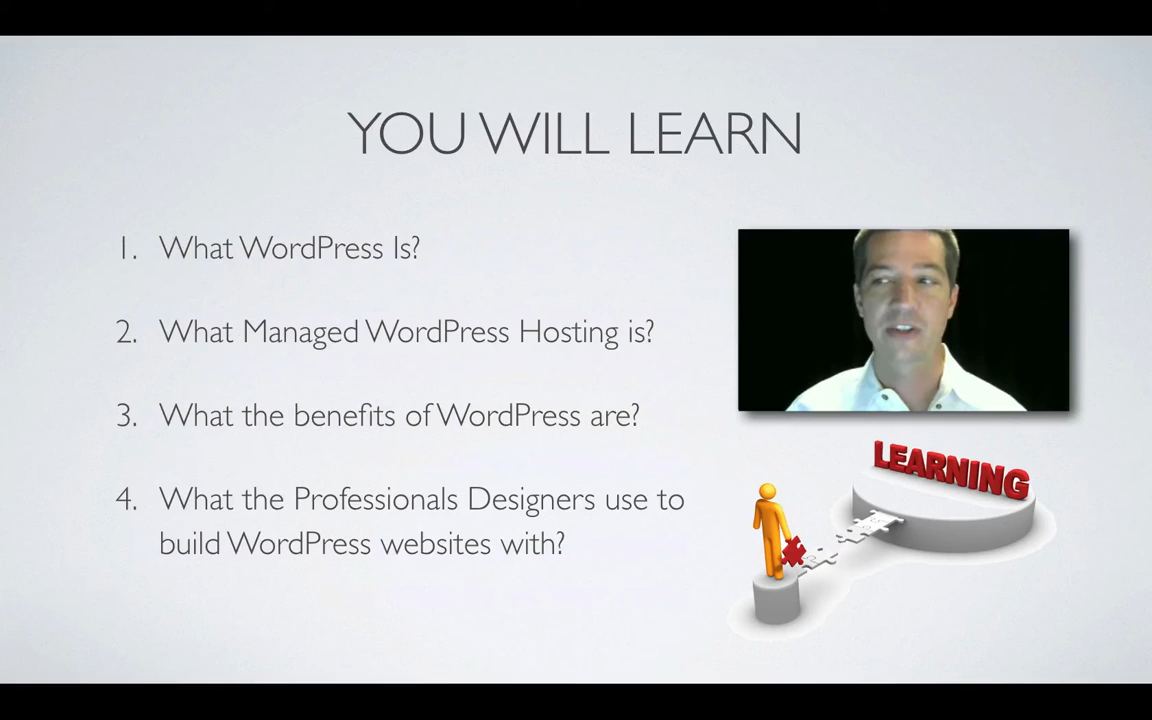 YOU WILL LEARN
1. What WordPress Is?
2. What Managed WordPress Hosting is?
3. What the benefits of WordPress are?
4. What the Professionals Designers use to
build WordPress websites with?
LEARNING